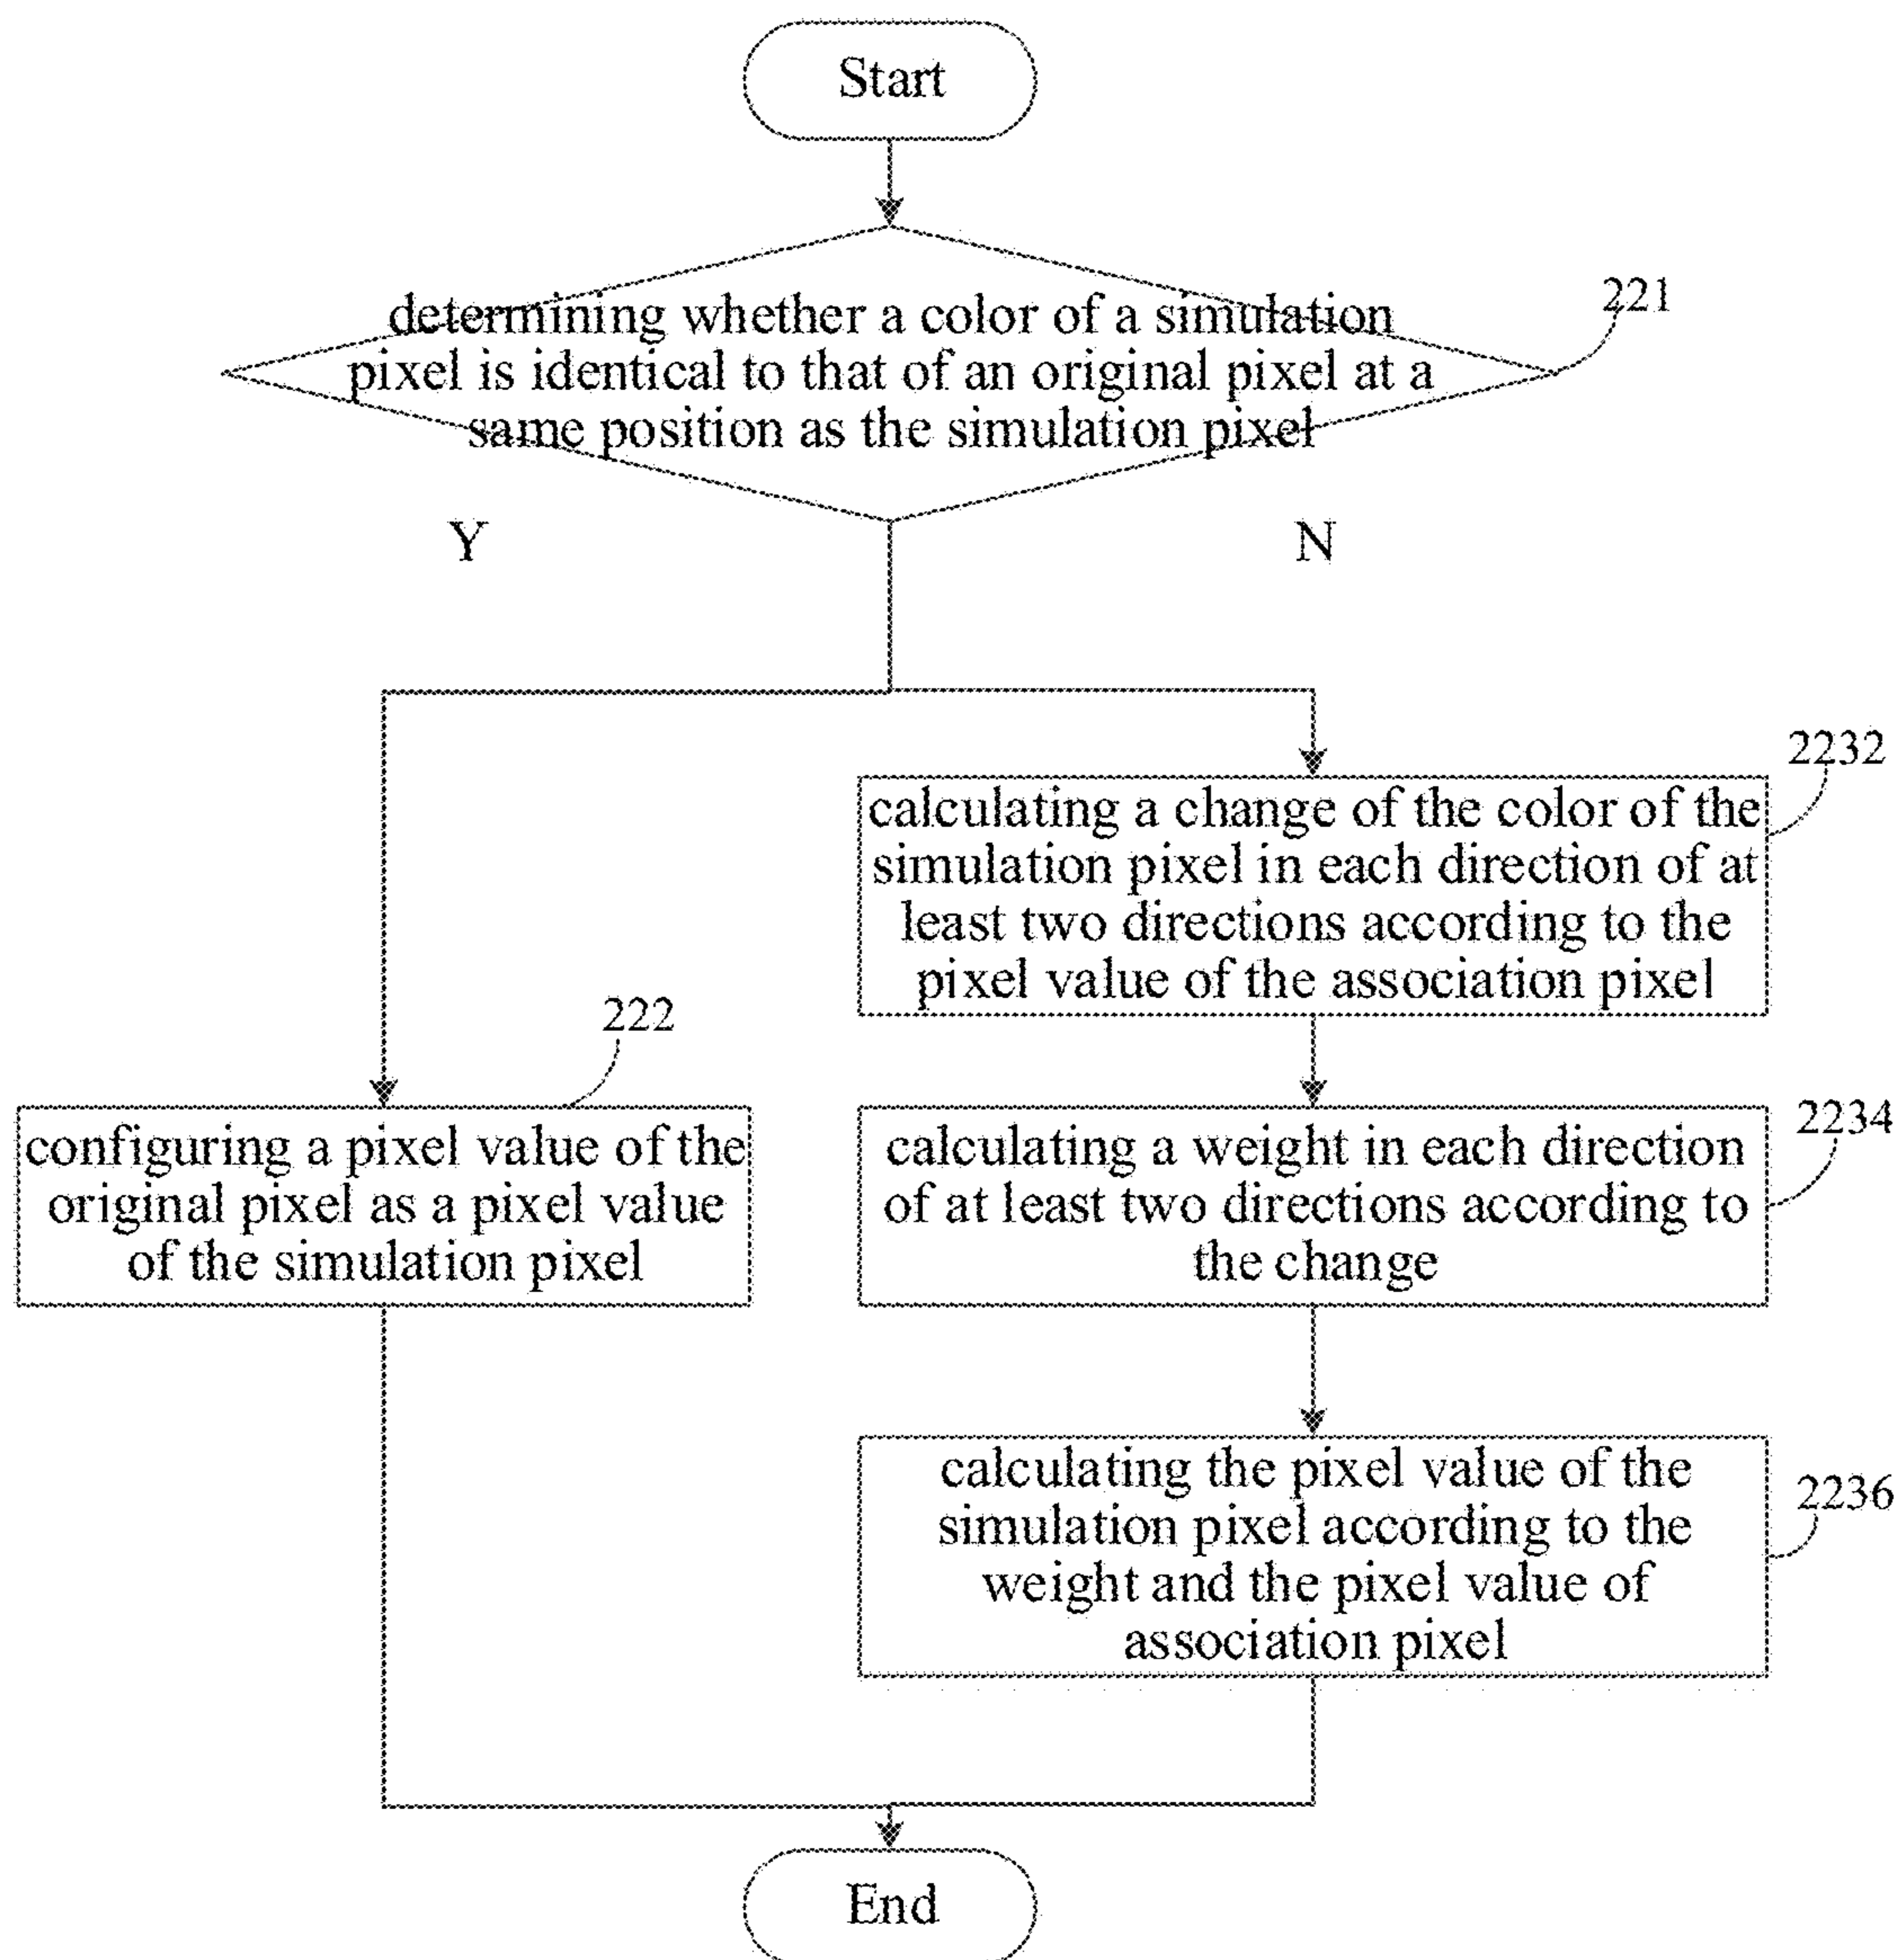 Start
determining whether a color of a simulation
pixel is identical to that of an original pixel at a
same position as the simulation pixel
221
Y
N
2232
calculating a change of the color of the
simulation pixel in each direction of at
least two directions according to the
pixel value of the association pixel
222
configuring a pixel value of the
original pixel as a pixel value
of the simulation pixel
2234
calculating a weight in each direction
of at least two directions according to
the change
2236
calculating the pixel value of the
simulation pixel according to the
weight and the pixel value of
association pixel
End